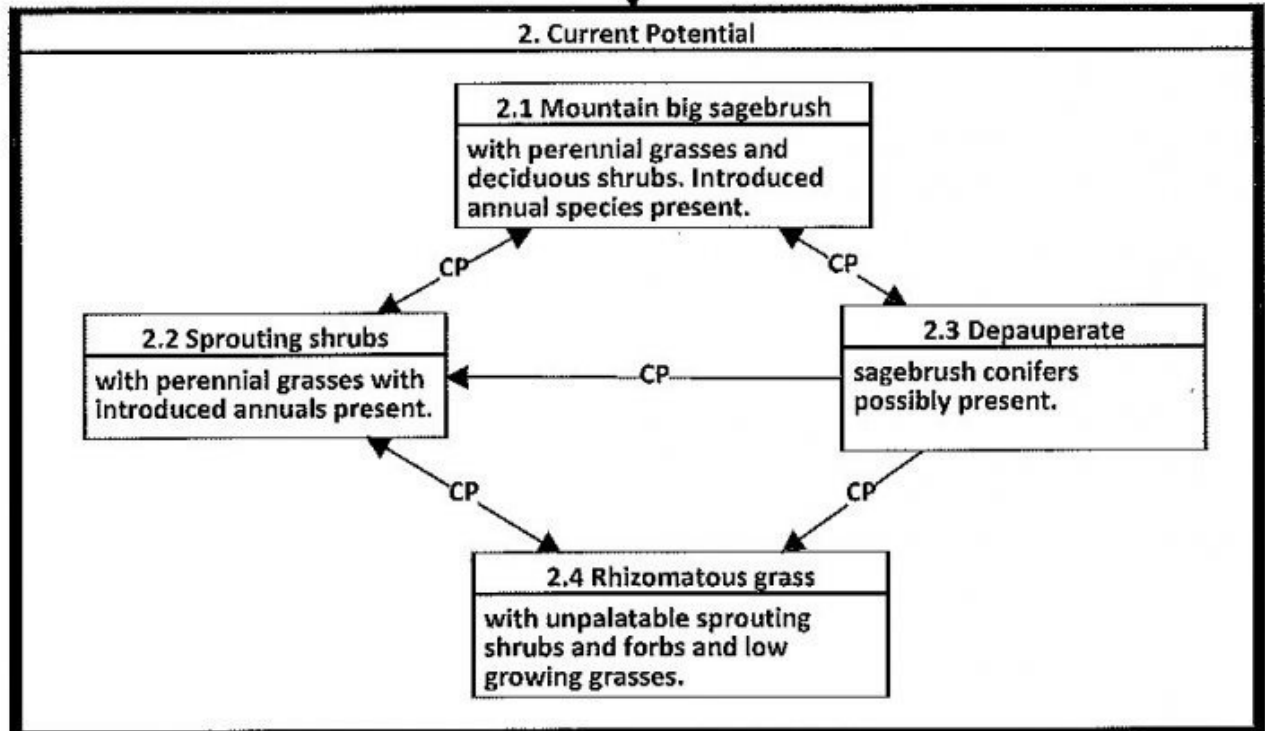 2. Current Potential
2.1 Mountain big sagebrush
with perennial grasses and
deciduous shrubs. Introduced
annual species present.
CP
CP
2.2 Sprouting shrubs
with perennial grasses with
introduced annuals present.
CP
2.3 Depauperate
sagebrush conifers
possibly present.
CP
CP
2.4 Rhizomatous grass
with unpalatable sprouting
shrubs and forbs and low
growing grasses.